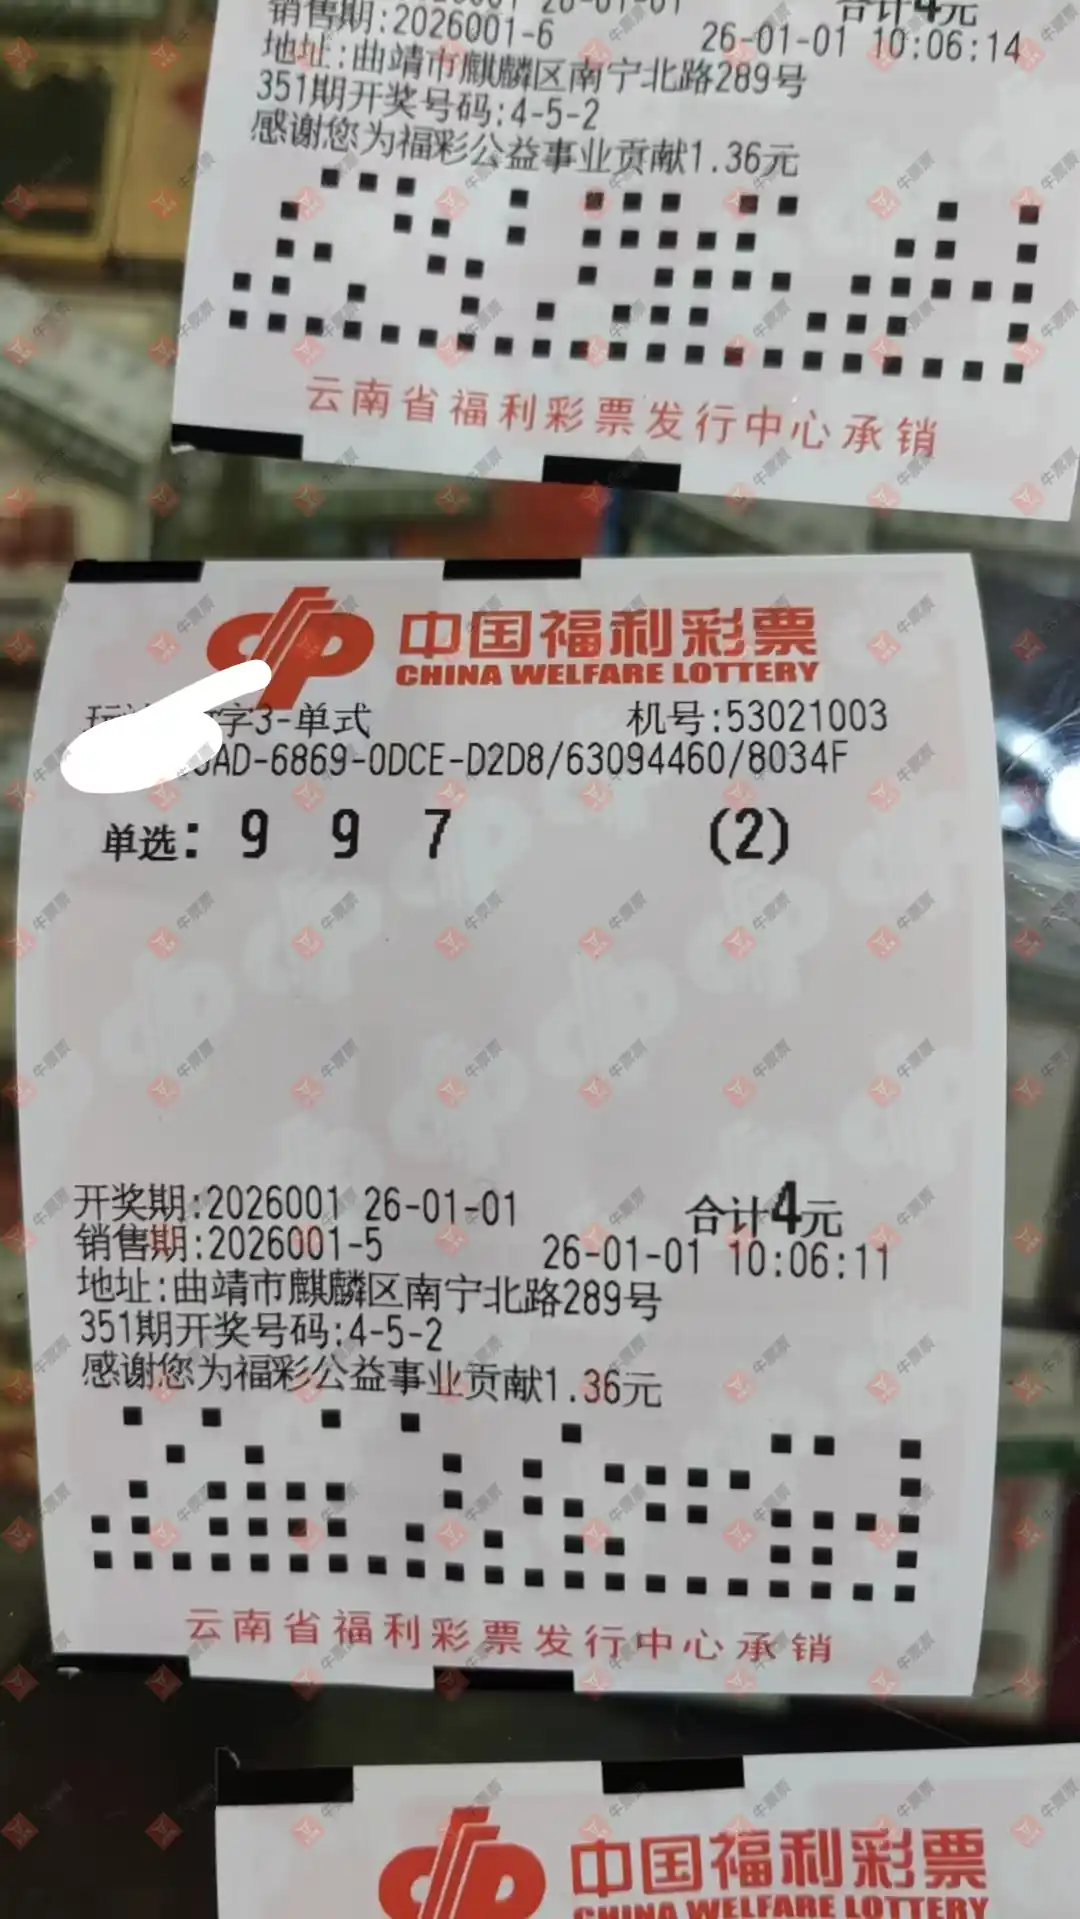 合计4元
销售期:2026001-6
26-01-01 10:06:14
地址:曲靖市麒麟区南宁北路289号
351期开奖号码:4-5-2
感谢您为福彩公益事业贡献1.36元
云南省福利彩票发行中心承销
中国福利彩票
CHINA WELFARE LOTTERY
字3-单式
机号:53021003
AD-6869-0DCE-D2D8/63094460/8034F
单选: 9 9 7 (2)
开奖期:2026001 26-01-01
合计4元
销售期:2026001-5
26-01-01 10:06:11
地址:曲靖市麒麟区南宁北路289号
351期开奖号码:4-5-2
感谢您为福彩公益事业贡献1.36元
云南省福利彩票发行中心承销
中国福利彩票
CHINA WELFARE LOTTERY
牛票票